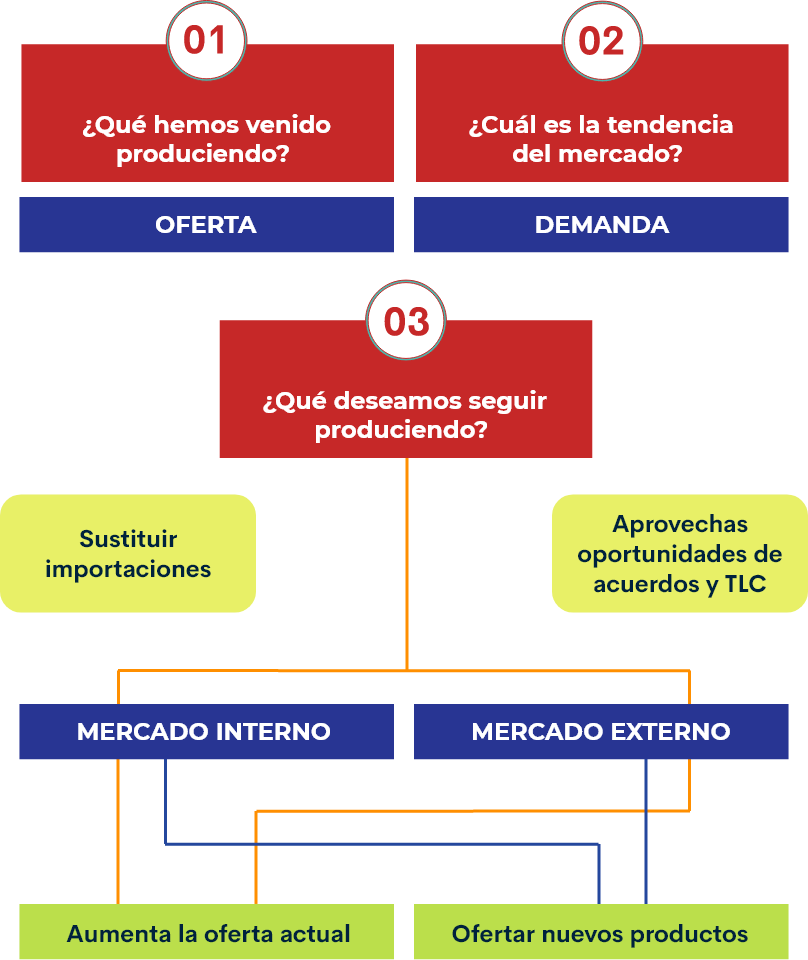 01
¿Qué hemos venido
produciendo?
OFERTA
02
¿Cuál es la tendencia
del mercado?
DEMANDA
03
¿Qué deseamos seguir
produciendo?
Sustituir
importaciones
Aprovechas
oportunidades de
acuerdos y TLC
MERCADO INTERNO
MERCADO EXTERNO
Aumenta la oferta actual
Ofertar nuevos productos